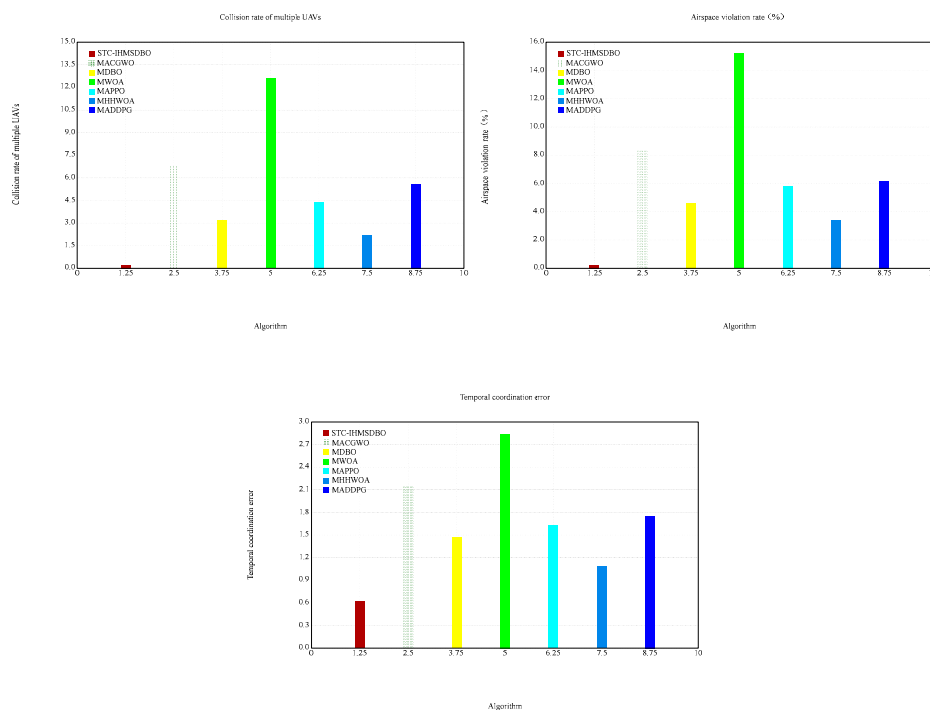 Collision rate of multiple UAVs
Collision rate of multiple UAVs
15.0
13.5
12.0
10.5
9.0
7.5
6.0
4.5
3.0
1.5
0.0
STC-IHMSDBO
MACGWO
MDBO
MWOA
MAPPO
MHHWOA
MADDPG
0 1.25 2.5 3.75 5 6.25 7.5 8.75 10
Algorithm
Airspace violation rate (%)
Airspace violation rate (%)
16.0
14.0
12.0
10.0
8.0
6.0
4.0
2.0
0.0
STC-IHMSDBO
MACGWO
MDBO
MWOA
MAPPO
MHHWOA
MADDPG
0 1.25 2.5 3.75 5 6.25 7.5 8.75
Algorithm
Temporal coordination error
Temporal coordination error
3.0
2.7
2.4
2.1
1.8
1.5
1.2
0.9
0.6
0.3
0.0
STC-IHMSDBO
MACGWO
MDBO
MWOA
MAPPO
MHHWOA
MADDPG
0 1.25 2.5 3.75 5 6.25 7.5 8.75 10
Algorithm